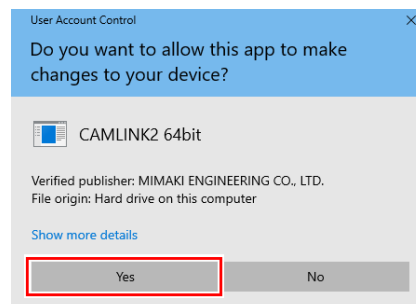 User Account Control
Do you want to allow this app to make
changes to your device?
CAMLINK2 64bit
Verified publisher: MIMAKI ENGINEERING CO., LTD.
File origin: Hard drive on this computer
Show more details
Yes
No